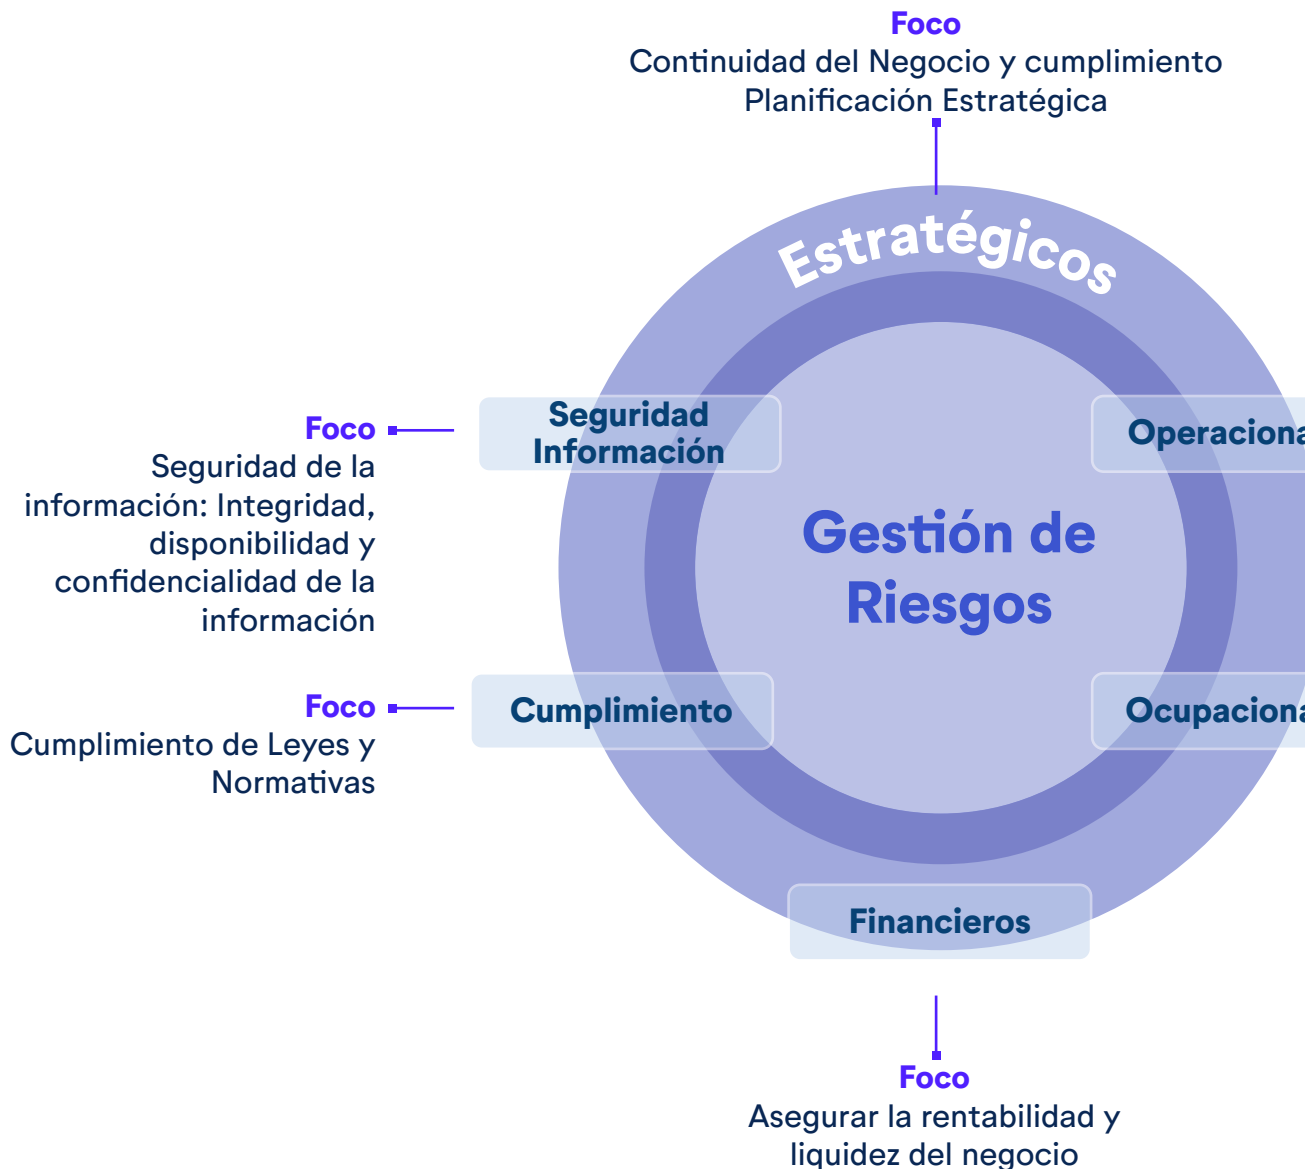 Foco
Continuidad del Negocio y cumplimiento
Planificación Estratégica
Estratégicos
Seguridad
Información
Foco
Seguridad de la
información: Integridad,
disponibilidad y
confidencialidad de la
información
Gestión de
Riesgos
Foco
Cumplimiento de Leyes y
Normativas
Cumplimiento
Financieros
Foco
Asegurar la rentabilidad y
liquidez del negocio